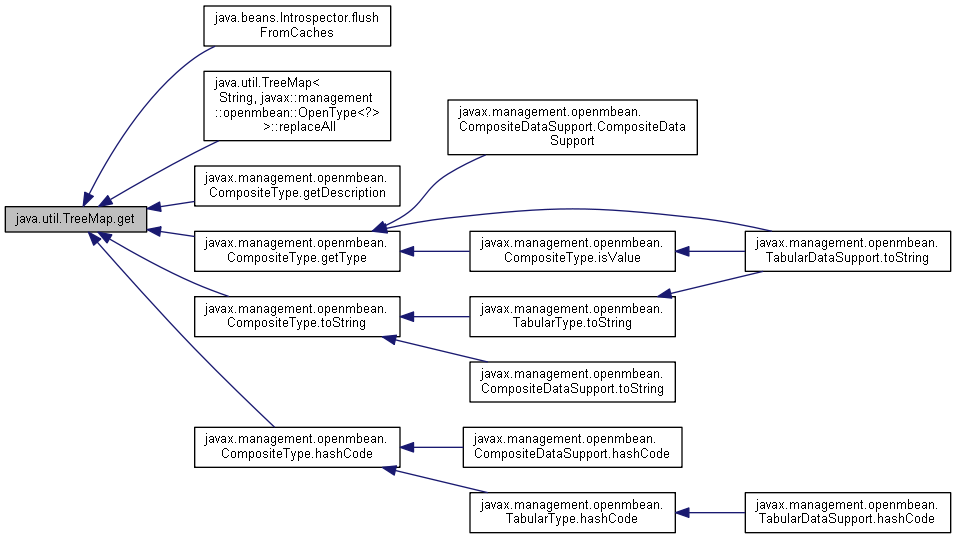 java.beans.Introspector.flush
FromCaches
java.util.TreeMap<
String, javax::management
::openmbean::OpenType<?>
>::replaceAll
javax.management.openmbean.
CompositeDataSupport.CompositeData
Support
javax.management.openmbean.
CompositeType.getDescription
java.util.TreeMap.get
javax.management.openmbean.
CompositeType.getType
javax.management.openmbean.
CompositeType.isValue
javax.management.openmbean.
TabularDataSupport.toString
javax.management.openmbean.
CompositeType.toString
javax.management.openmbean.
TabularType.toString
javax.management.openmbean.
CompositeDataSupport.toString
javax.management.openmbean.
CompositeType.hashCode
javax.management.openmbean.
CompositeDataSupport.hashCode
javax.management.openmbean.
TabularType.hashCode
javax.management.openmbean.
TabularDataSupport.hashCode